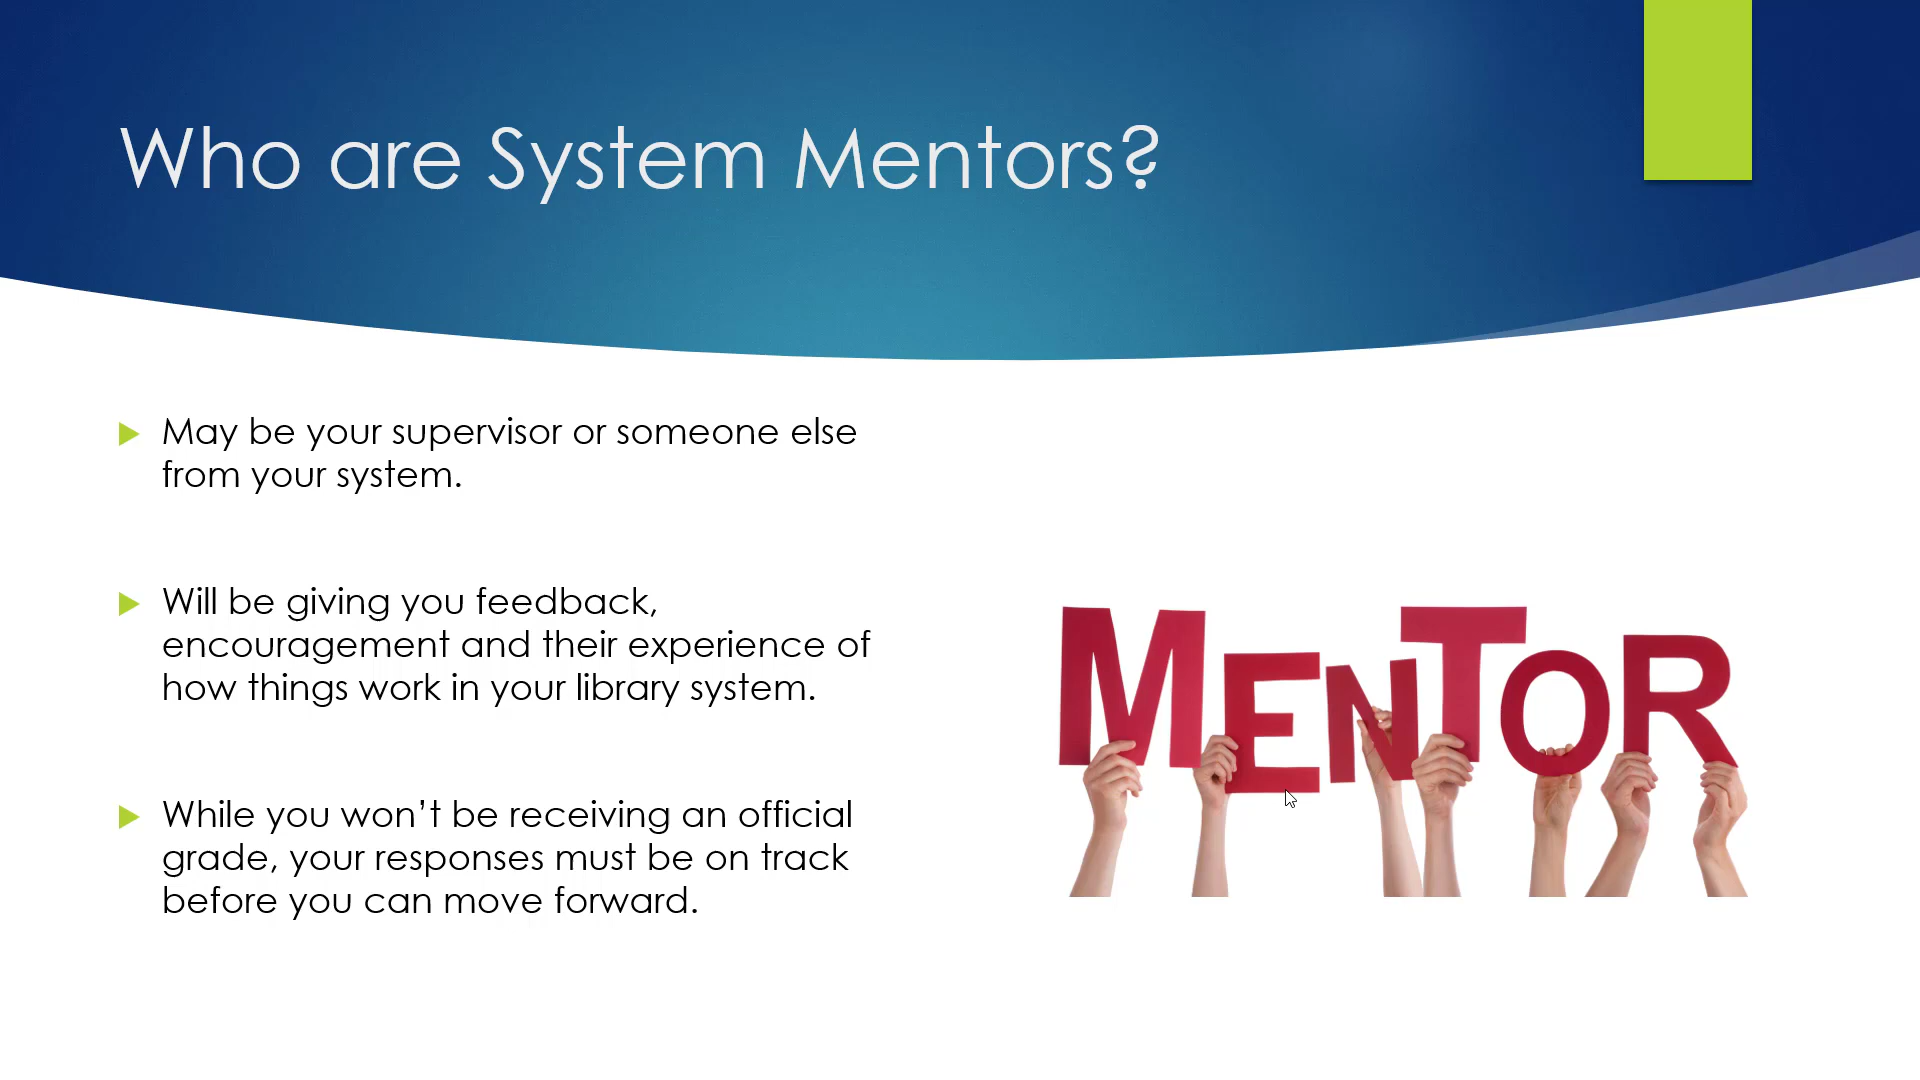 Who are System Mentors?
May be your supervisor or someone else
from your system.
Will be giving you feedback,
encouragement and their experience of
how things work in your library system.
While you won’t be receiving an official
grade, your responses must be on track
before you can move forward.
MENTOR